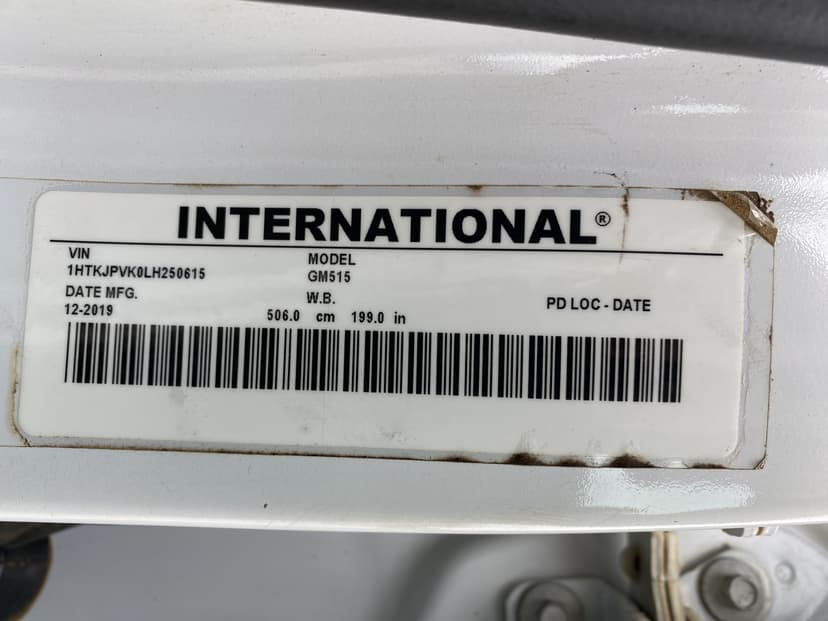 INTERNATIONAL®
VIN
1HTKJPVK0LH250615
MODEL
GM515
DATE MFG.
12-2019
W.B.
506.0 cm 199.0 in
PD LOC - DATE